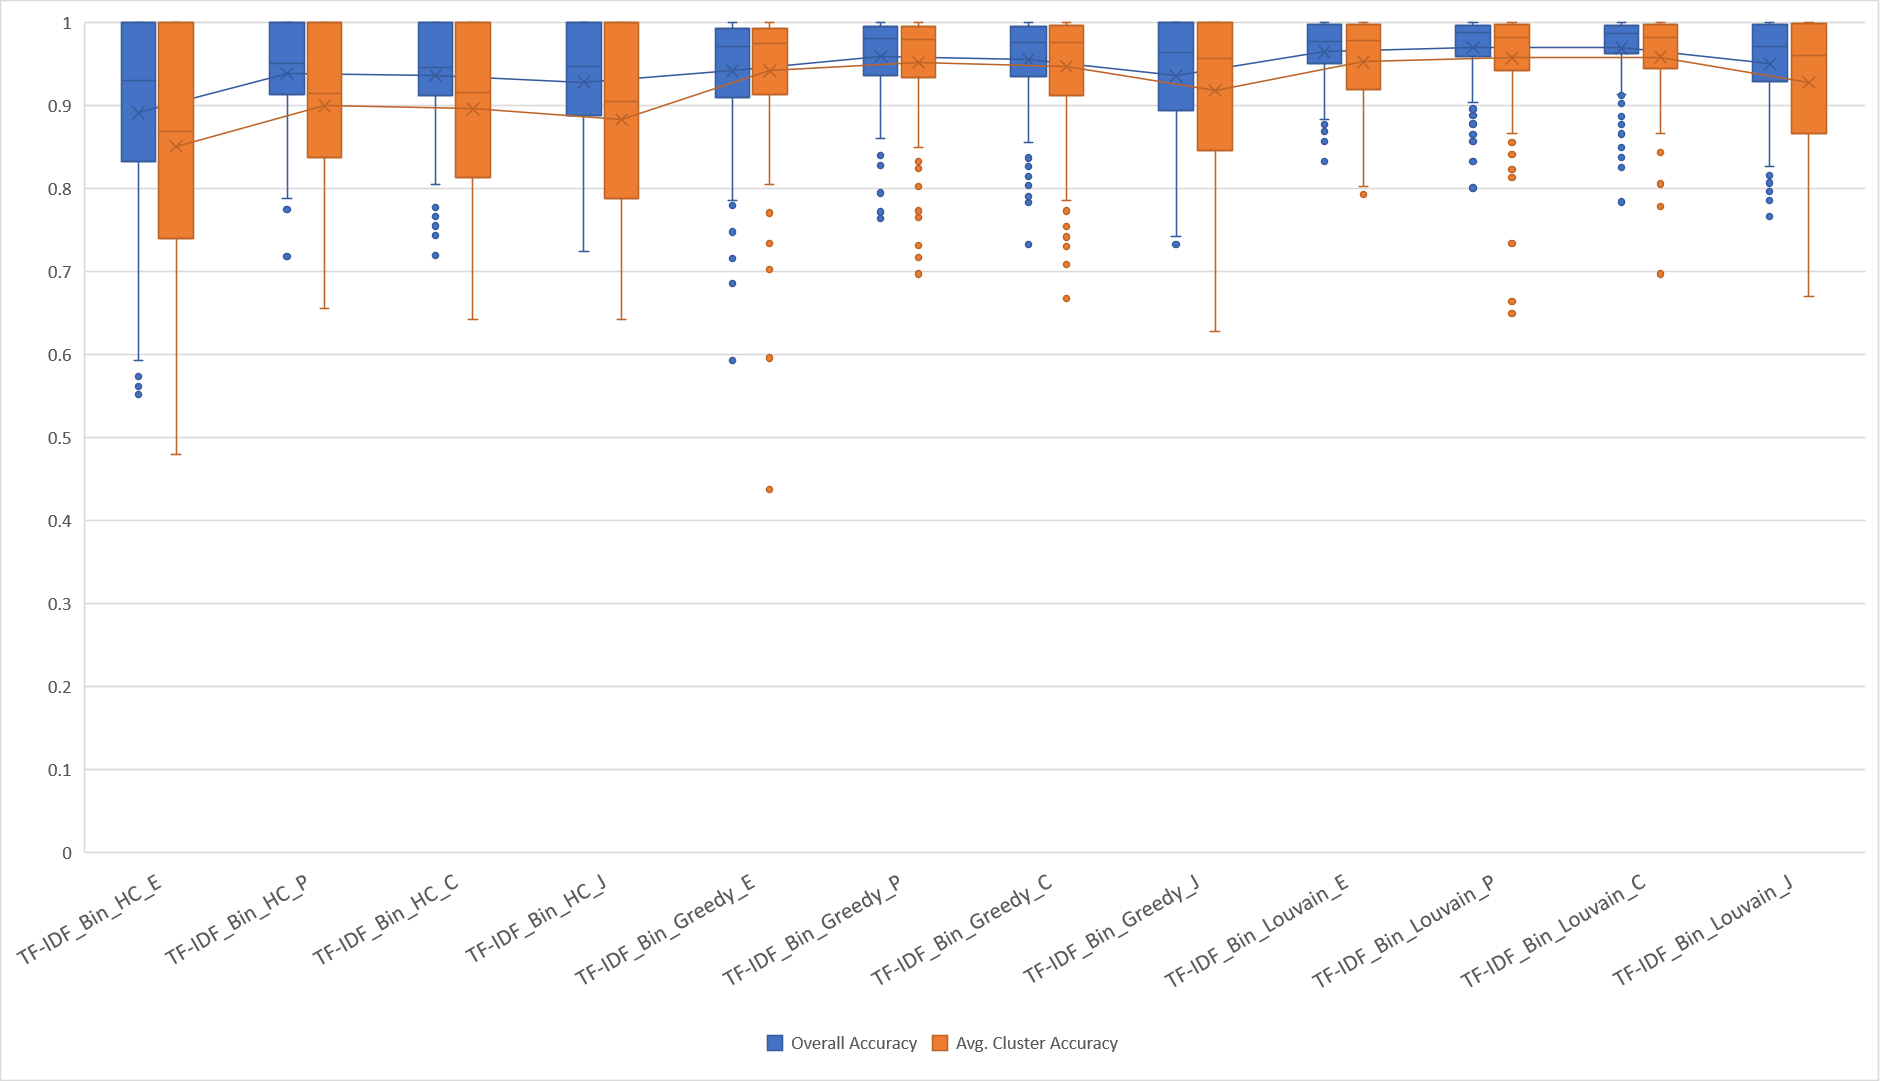 1
0.9
0.8
0.7
0.6
0.5
0.4
0.3
0.2
0.1
0
TF-IDF_Bin_HC_E
TF-IDF_Bin_HC_P
TF-IDF_Bin_HC_C
TF-IDF_Bin_HC_J
TF-IDF_Bin_Greedy_E
TF-IDF_Bin_Greedy_P
TF-IDF_Bin_Greedy_C
TF-IDF_Bin_Greedy_J
TF-IDF_Bin_Louvain_E
TF-IDF_Bin_Louvain_P
TF-IDF_Bin_Louvain_C
TF-IDF_Bin_Louvain_J
Overall Accuracy
Avg. Cluster Accuracy